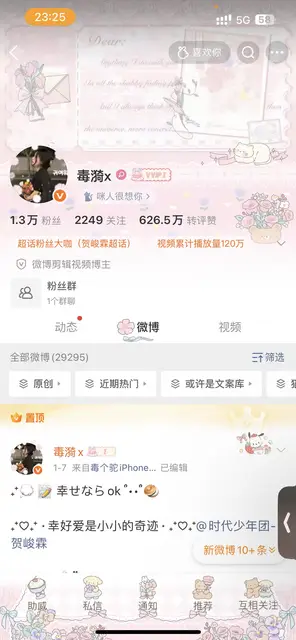 23:25
5G
58
Dear:
喜欢你
毒漪x
咪人很想你 >
1.3万 粉丝 2249 关注 626.5万 转评赞
超话粉丝大咖（贺峻霖超话）
视频累计播放量120万
微博剪辑视频博主
粉丝群
1个群聊
动态
微博
视频
全部微博 (29295)
筛选
原创
近期热门
或许是文案库
置顶
毒漪x
1-7 来自 毒个鸵iPhone... 已编辑
幸せなら ok
幸好爱是小小的奇迹 · @时代少年团-
贺峻霖
新微博10+条
助威
私信
通知
推荐
互相关注